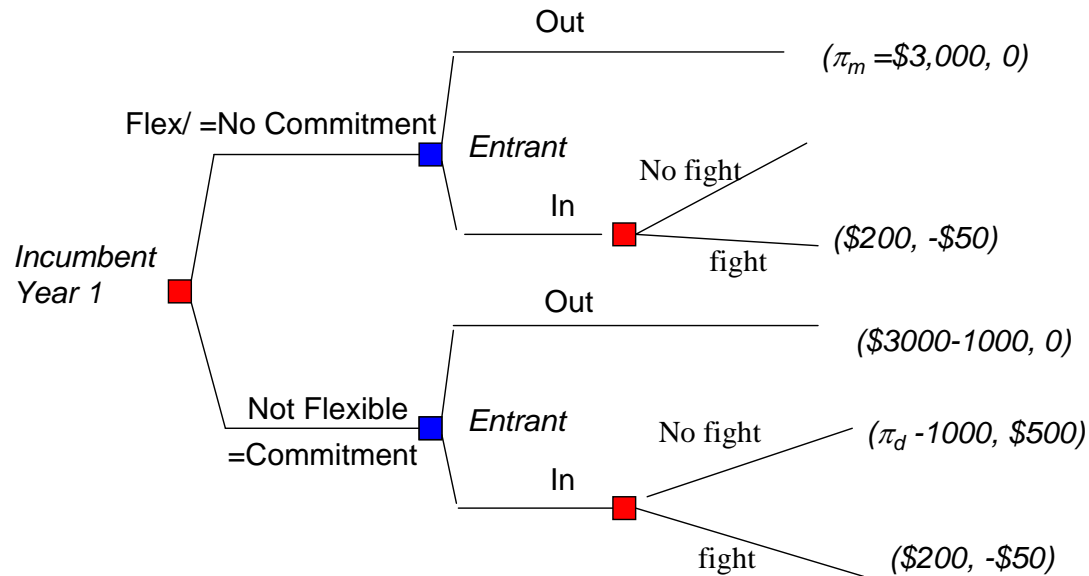 Out
(πm =$3,000, 0)
Flex/ =No Commitment
Entrant
No fight
In
($200, -$50)
fight
Incumbent
Year 1
Out
($3000-1000, 0)
Not Flexible
=Commitment
Entrant
No fight
(πd -1000, $500)
In
fight
($200, -$50)